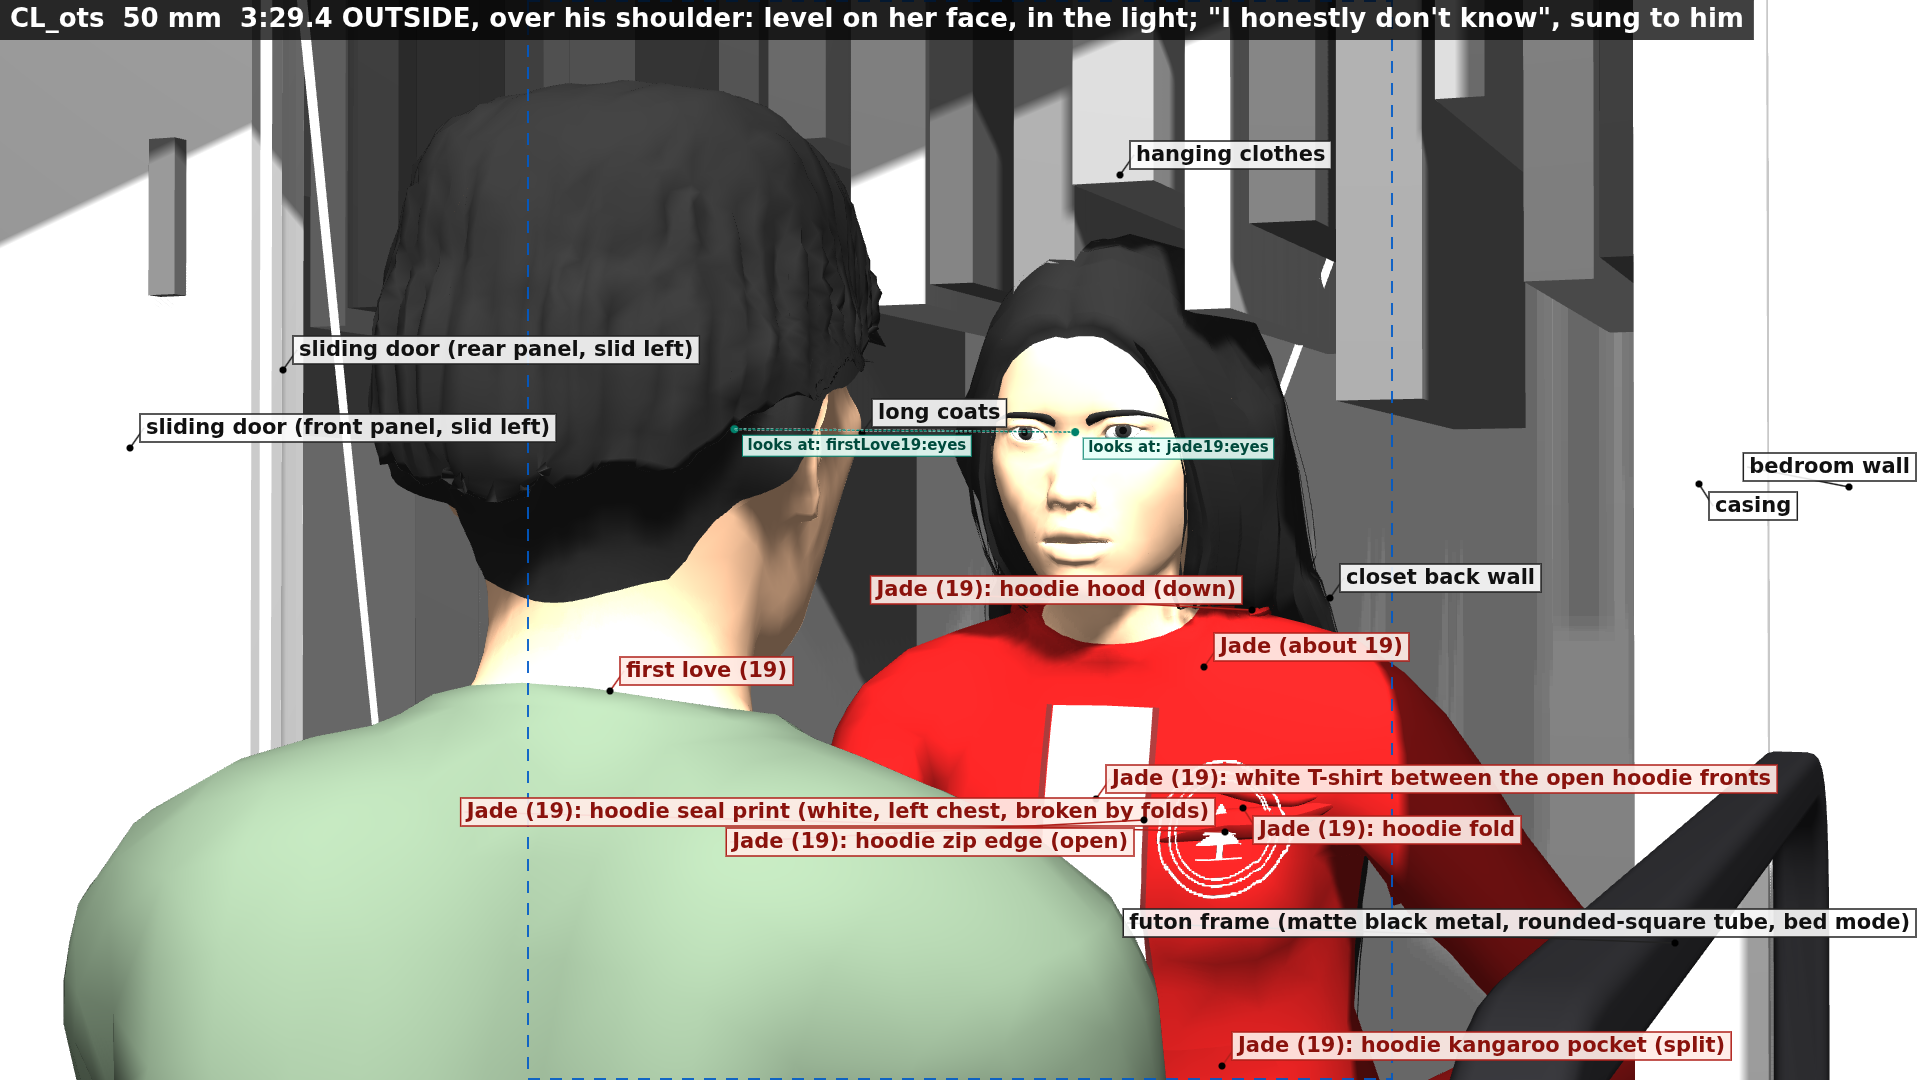 CL_ots 50 mm 3:29.4 OUTSIDE, over his shoulder: level on her face, in the light; "I honestly don't know", sung to him
hanging clothes
sliding door (rear panel, slid left)
long coats
sliding door (front panel, slid left)
looks at: firstLove19:eyes
looks at: jade19:eyes
bedroom wall
casing
closet back wall
Jade (19): hoodie hood (down)
Jade (about 19)
first love (19)
Jade (19): white T-shirt between the open hoodie fronts
Jade (19): hoodie seal print (white, left chest, broken by folds)
Jade (19): hoodie fold
Jade (19): hoodie zip edge (open)
futon frame (matte black metal, rounded-square tube, bed mode)
Jade (19): hoodie kangaroo pocket (split)